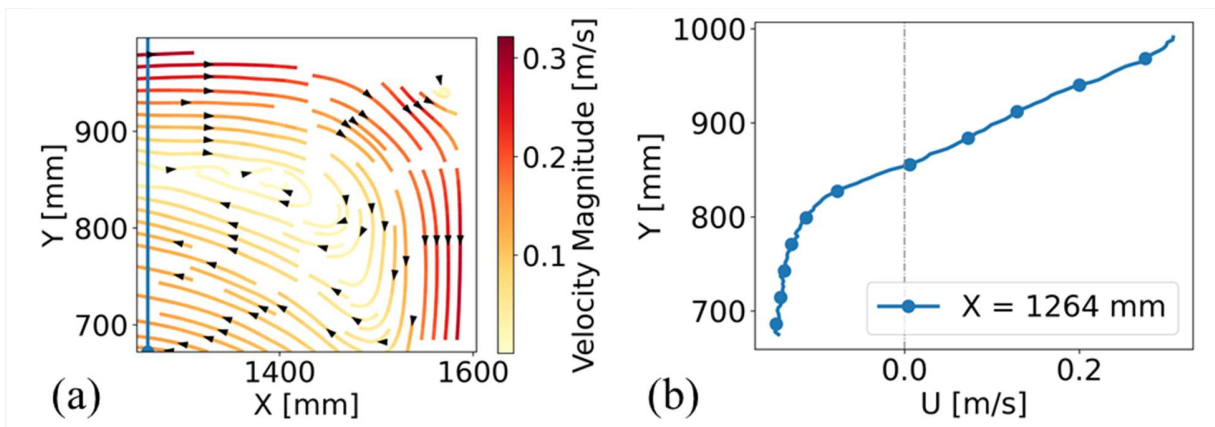 900
800
700
Y [mm]
1400
1600
X [mm]
(a)
0.3
0.2
0.1
Velocity Magnitude [m/s]
1000
900
800
700
Y [mm]
X = 1264 mm
0.0
0.2
U [m/s]
(b)